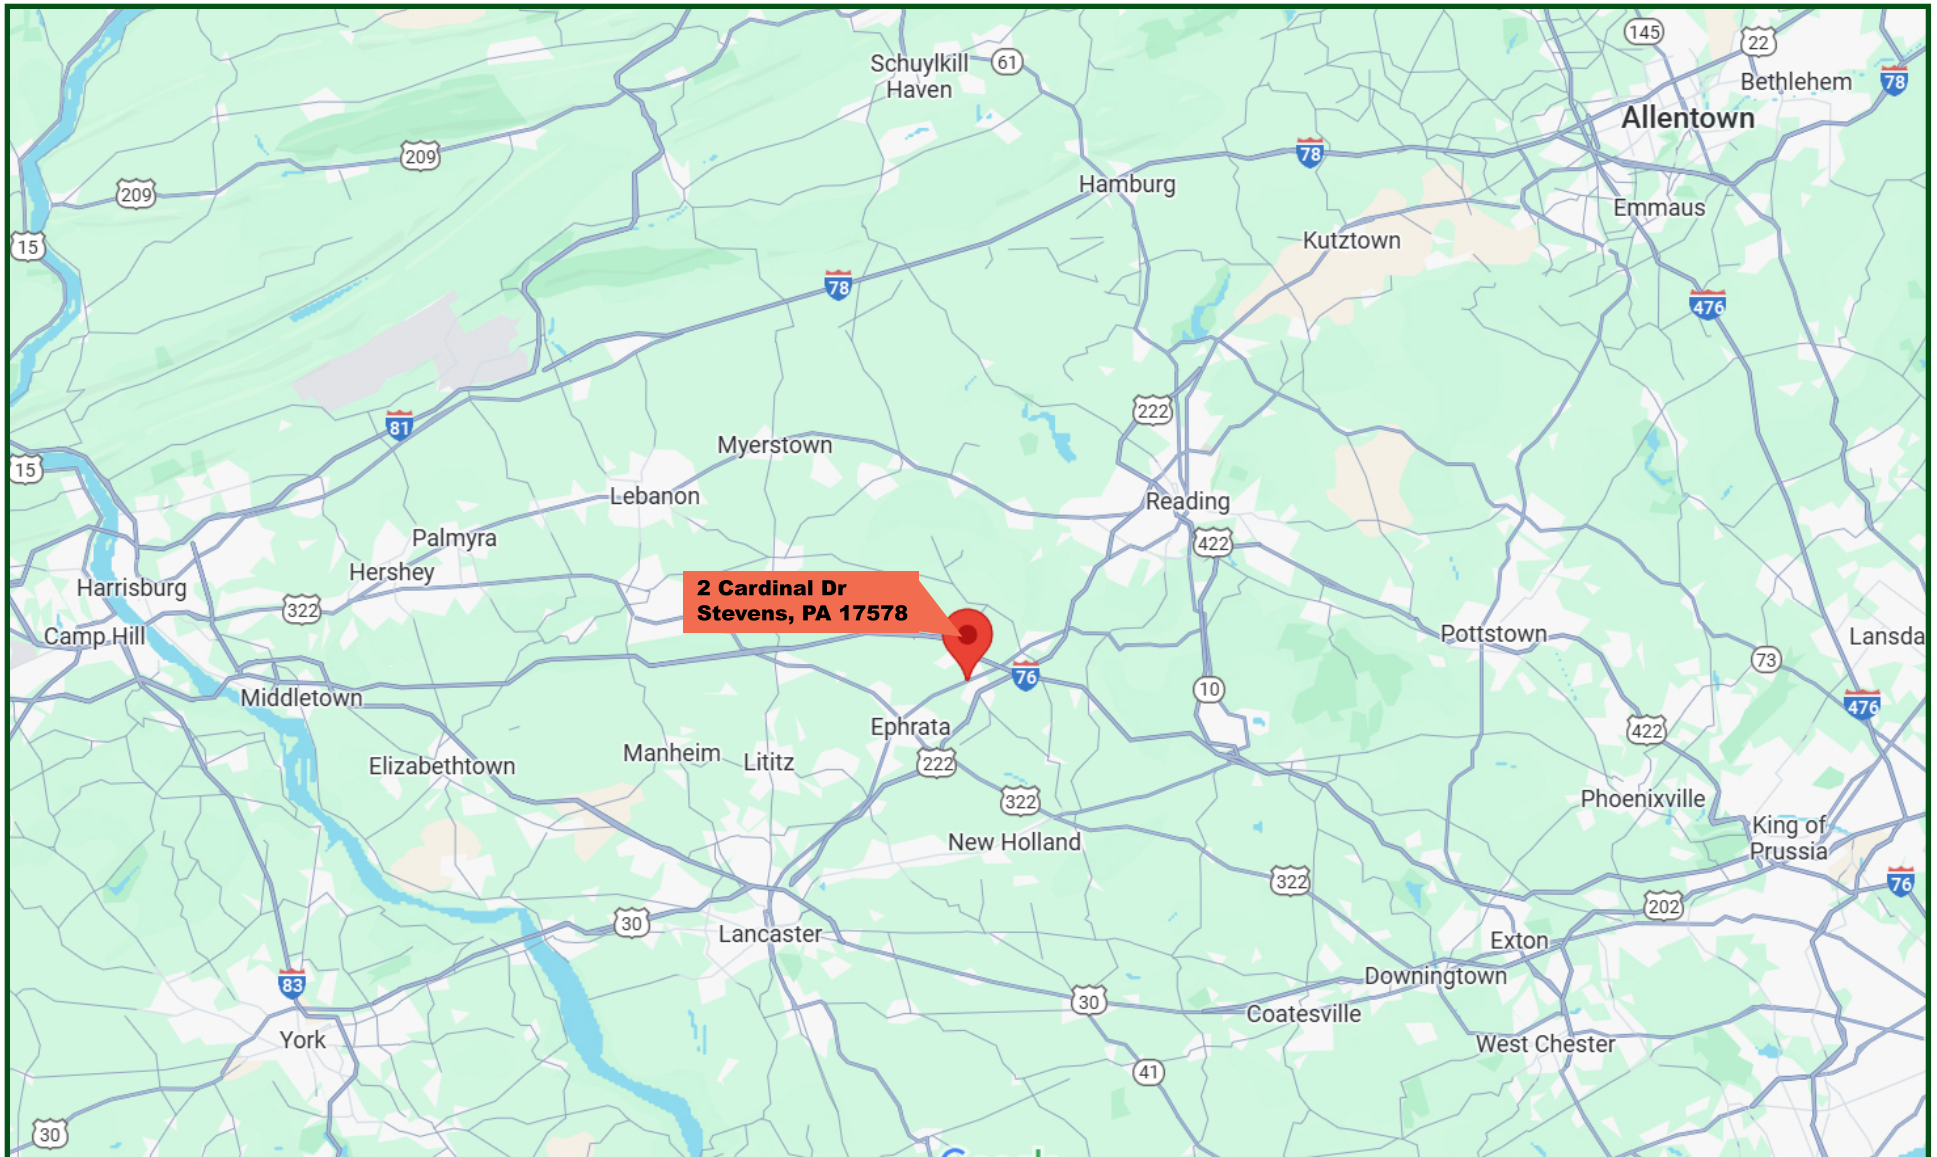 145
22
Schuylkill
Haven
61
Bethlehem
78
Allentown
209
78
209
Hamburg
Emmaus
15
Kutztown
78
476
222
81
Myerstown
15
Lebanon
Reading
Palmyra
422
Hershey
Harrisburg
2 Cardinal Dr
Stevens, PA 17578
322
Camp Hill
Pottstown
Lansda
73
76
10
Middletown
476
Ephrata
422
Manheim
Lititz
Elizabethtown
222
322
Phoenixville
New Holland
King of
Prussia
322
76
202
30
Lancaster
Exton
Downingtown
83
30
Coatesville
York
West Chester
41
30